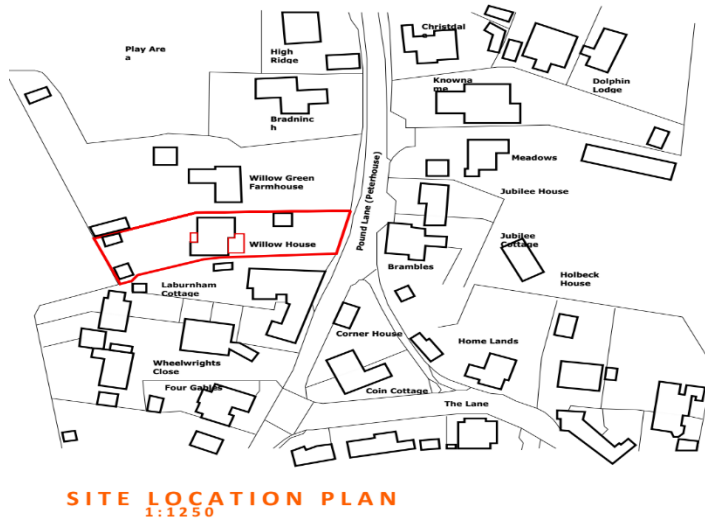 Christdal
e
Play Are
a
High
Ridge
Knowna
me
Dolphin
Lodge
Bradninc
h
Meadows
Willow Green
Farmhouse
Jubilee House
Pound Lane (Peterhouse)
Willow House
Jubilee
Cottage
Brambles
Holbeck
House
Laburnham
Cottage
Corner House
Home Lands
Wheelwrights
Close
Four Gables
Coin Cottage
The Lane
SITE LOCATION PLAN
1:1250